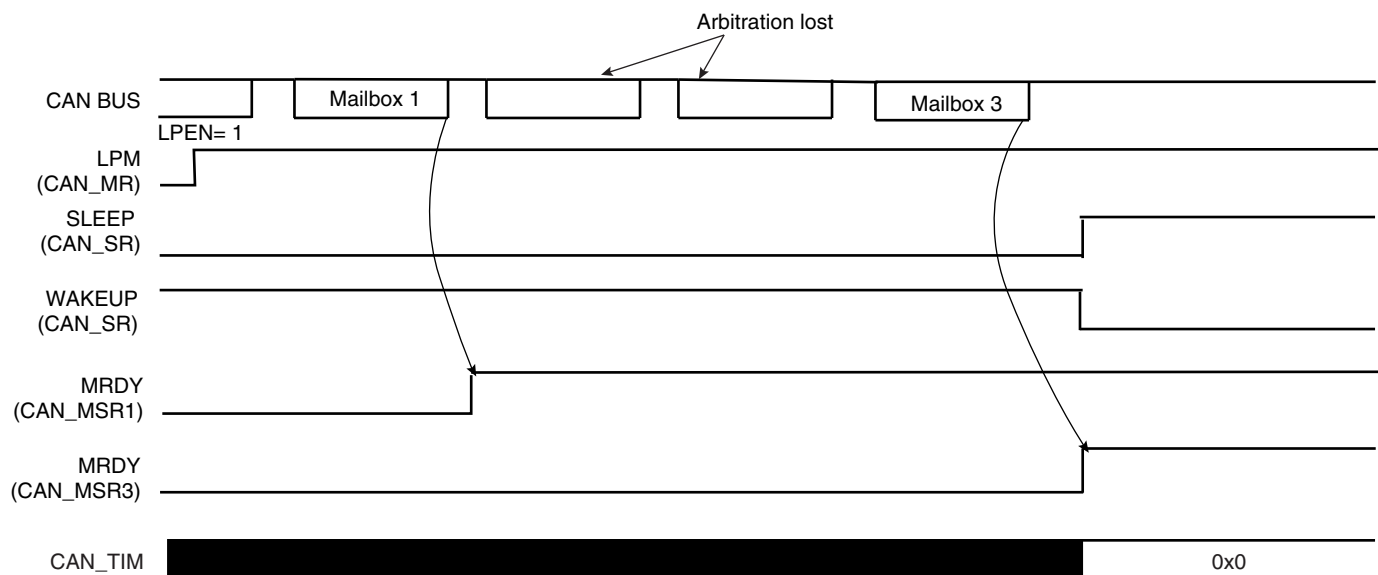 Arbitration lost
CAN BUS
Mailbox 1
Mailbox 3
LPEN= 1
LPM
(CAN_MR)
SLEEP
(CAN_SR)
WAKEUP
(CAN_SR)
MRDY
(CAN_MSR1)
MRDY
(CAN_MSR3)
CAN_TIM
0x0